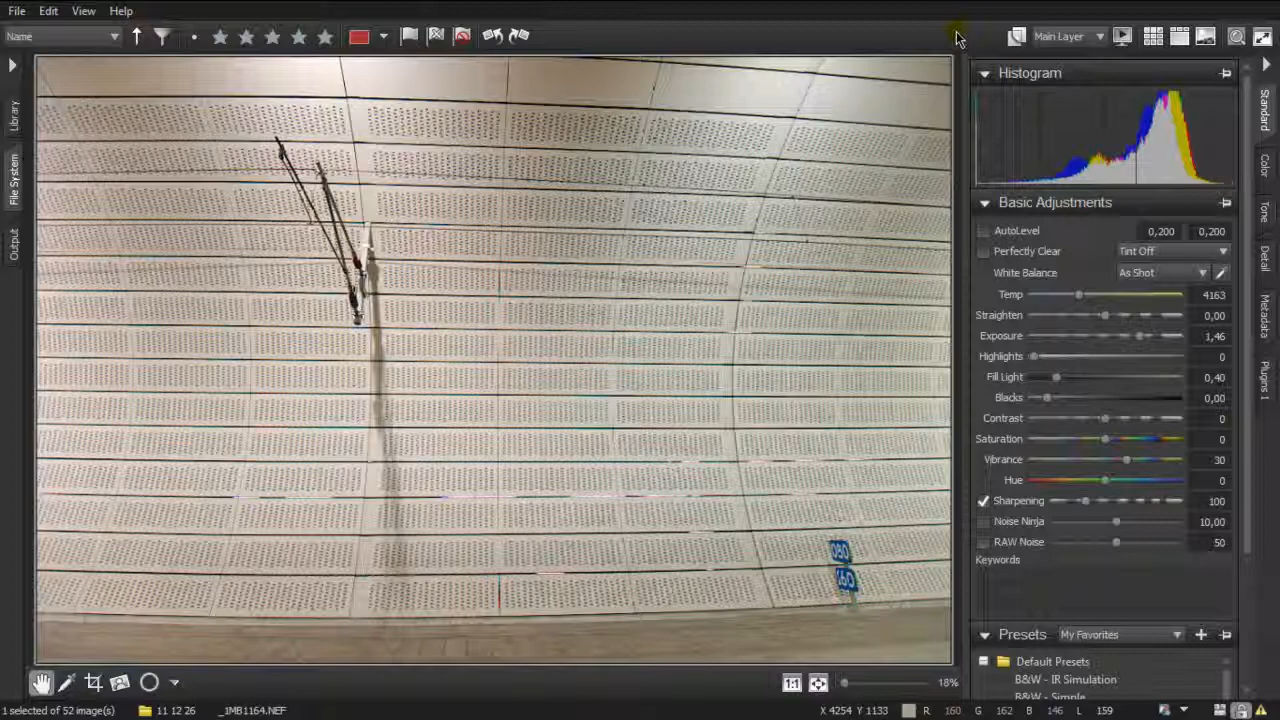 File Edit View Help
Name
Main Layer
Library
File System
Output
Histogram
Basic Adjustments
AutoLevel 0,200 0,200
Perfectly Clear Tint Off
White Balance As Shot
Temp 4163
Straighten 0,00
Exposure 1,46
Highlights 0
Fill Light 0,40
Blacks 0,00
Contrast 0
Saturation 0
Vibrance 30
Hue 0
Sharpening 100
Noise Ninja 10,00
RAW Noise 50
Keywords
Presets My Favorites
Default Presets
B&W - IR Simulation
B&W - Simple
Standard
Color
Tone
Detail
Metadata
Plugins 1
080
1:1
18%
1 selected of 52 image(s) 11 12 26 _1MB1164.NEF X 4254 Y 1133 R 160 G 162 B 146 L 159